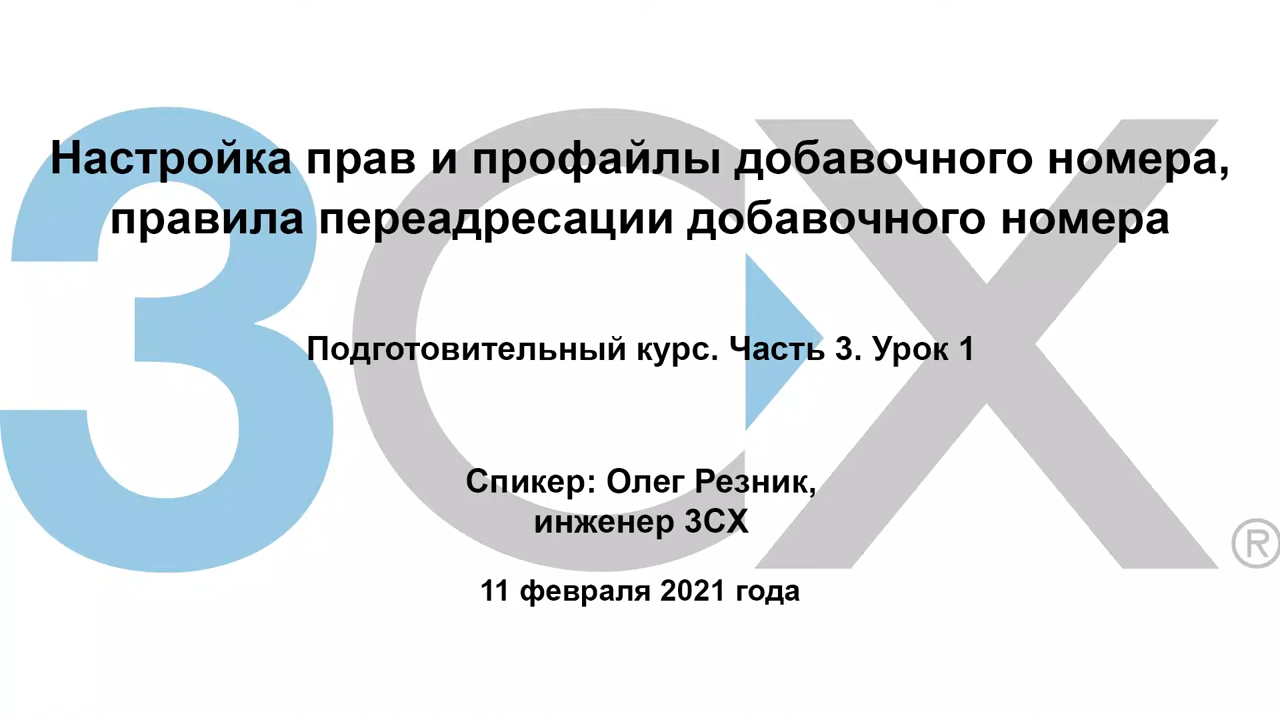 Настройка прав и профайлы добавочного номера,
правила переадресации добавочного номера
Подготовительный курс. Часть 3. Урок 1
Спикер: Олег Резник,
инженер 3CX
11 февраля 2021 года
3CX®